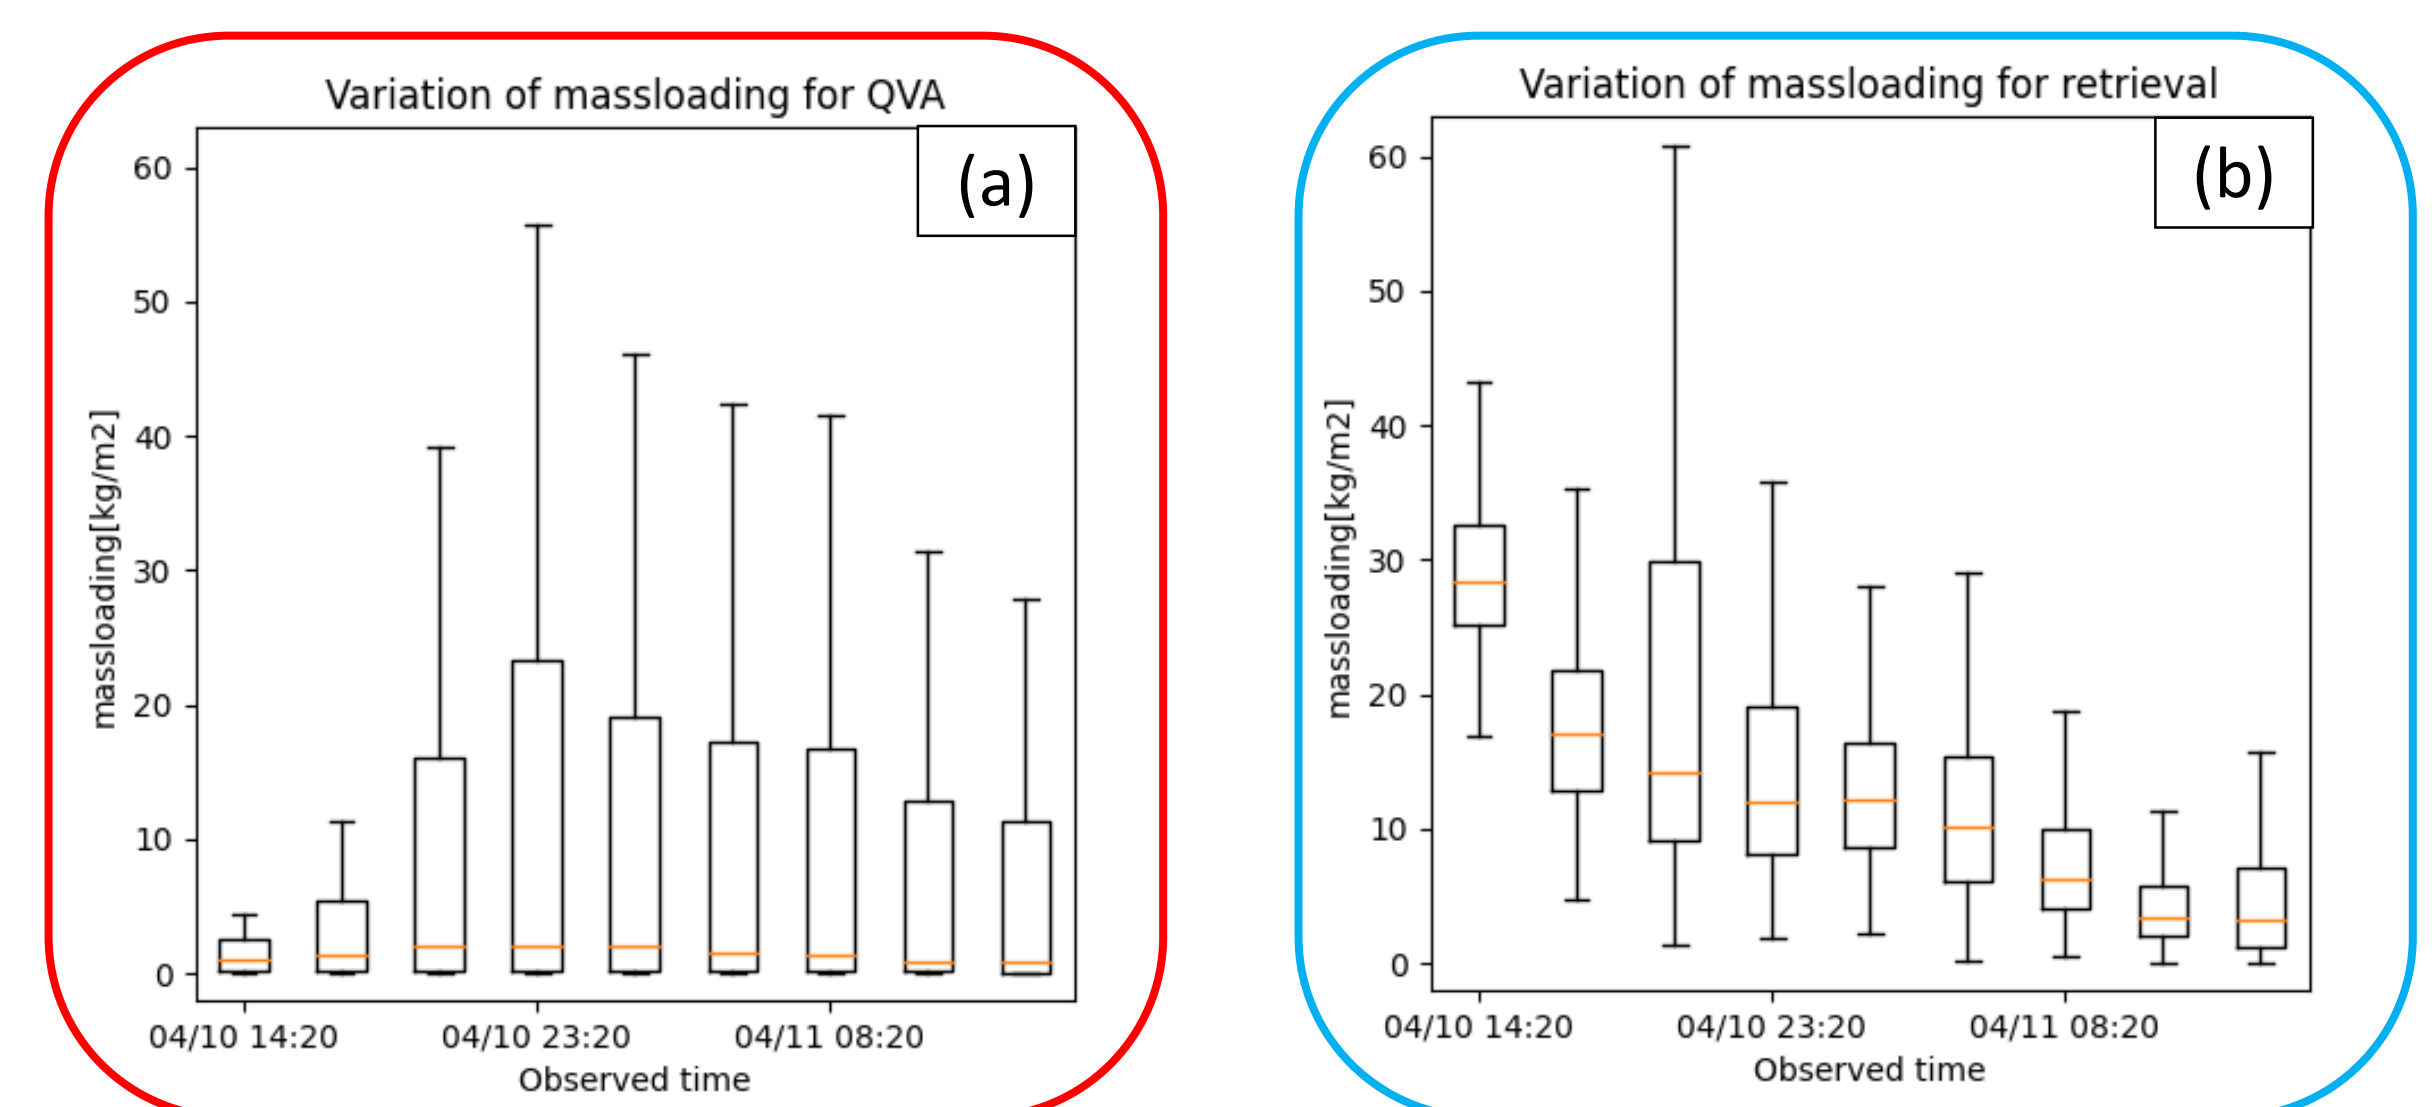 Variation of massloading for QVA
(a)
60
50
40
30
20
10
0
massloading[kg/m2]
04/10 14:20
04/10 23:20
04/11 08:20
Observed time
Variation of massloading for retrieval
(b)
60
50
40
30
20
10
0
massloading[kg/m2]
04/10 14:20
04/10 23:20
04/11 08:20
Observed time